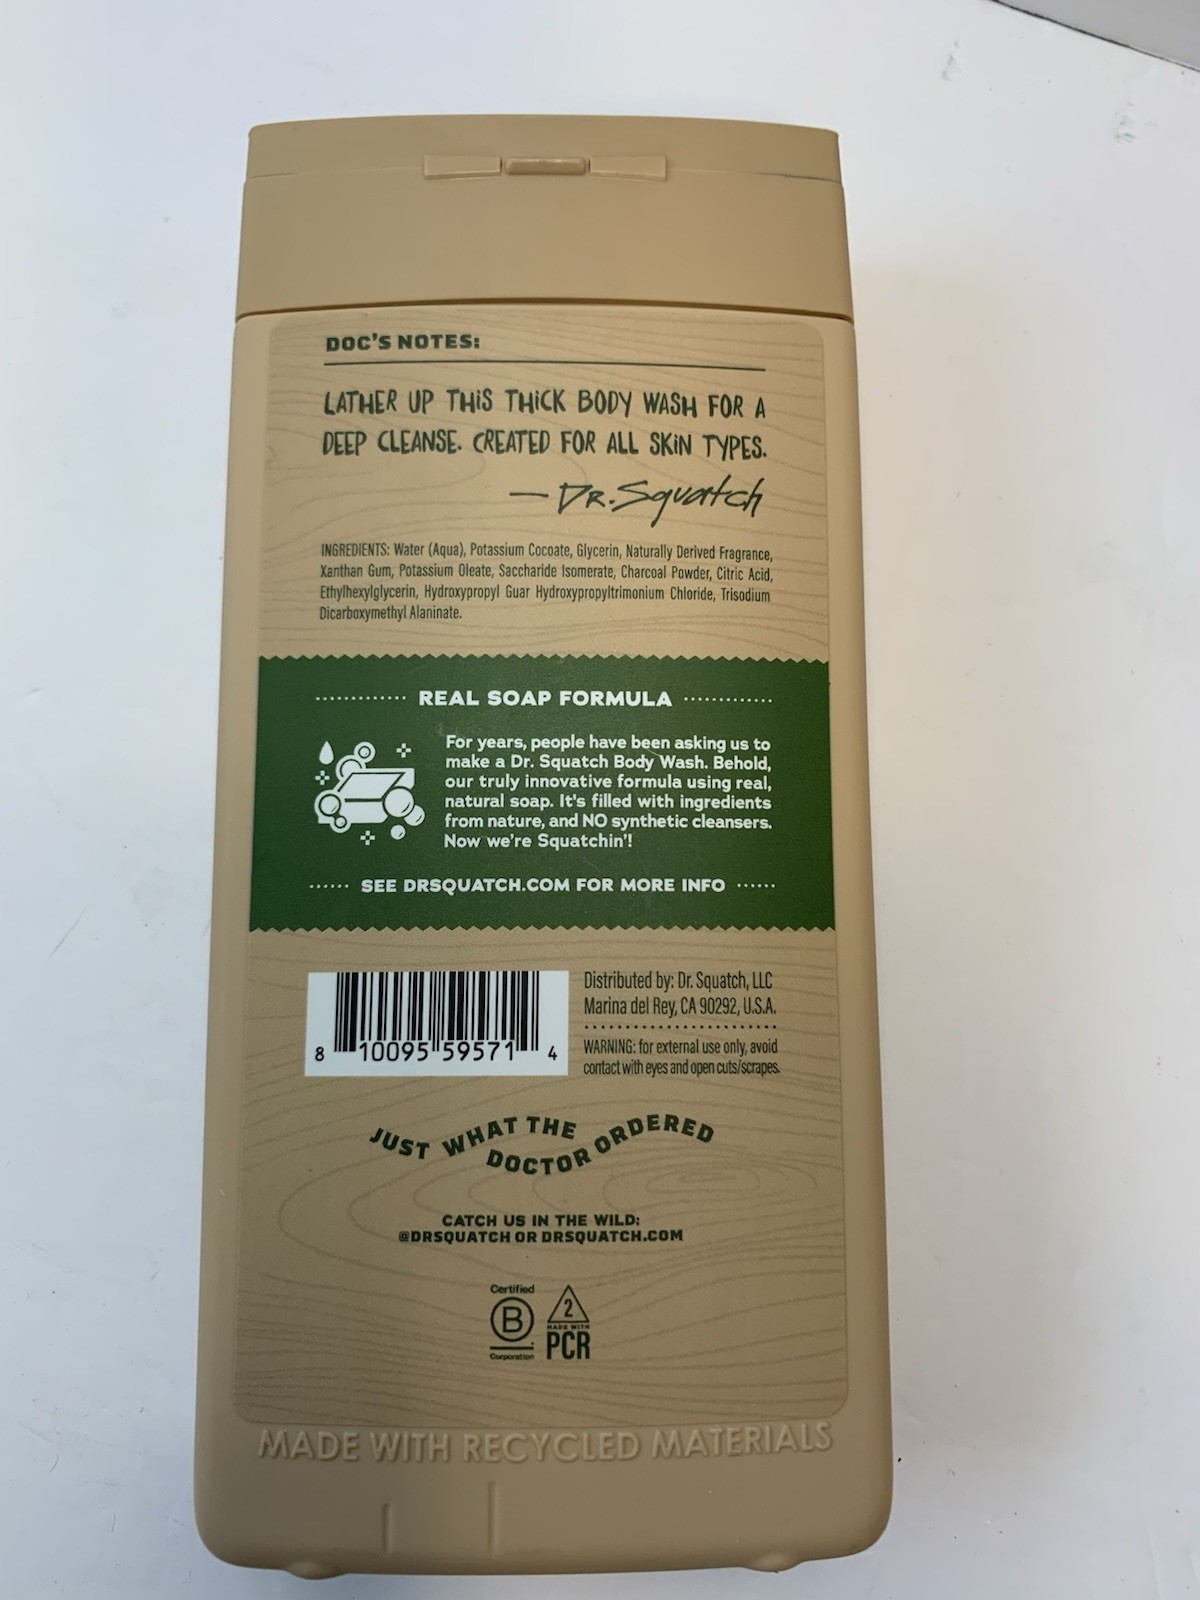 DOC'S NOTES:
LATHER UP THIS THICK BODY WASH FOR A
DEEP CLEANSE. CREATED FOR ALL SKIN TYPES.
— DR. Squatch
INGREDIENTS: Water (Aqua), Potassium Cocoate, Glycerin, Naturally Derived Fragrance,
Xanthan Gum, Potassium Oleate, Saccharide Isomerate, Charcoal Powder, Citric Acid,
Ethylhexylglycerin, Hydroxypropyl Guar Hydroxypropyltrimonium Chloride, Trisodium
Dicarboxymethyl Alaninate.
REAL SOAP FORMULA
For years, people have been asking us to
make a Dr. Squatch Body Wash. Behold,
our truly innovative formula using real,
natural soap. It's filled with ingredients
from nature, and NO synthetic cleansers.
Now we're Squatchin'!
SEE DRSQUATCH.COM FOR MORE INFO
8 10095 59571 4
Distributed by: Dr. Squatch, LLC
Marina del Rey, CA 90292, U.S.A.
WARNING: for external use only, avoid
contact with eyes and open cuts/scrapes.
JUST WHAT THE DOCTOR ORDERED
CATCH US IN THE WILD:
@DRSQUATCH OR DRSQUATCH.COM
Certified
B
Corporation
2
MADE WITH
PCR
MADE WITH RECYCLED MATERIALS